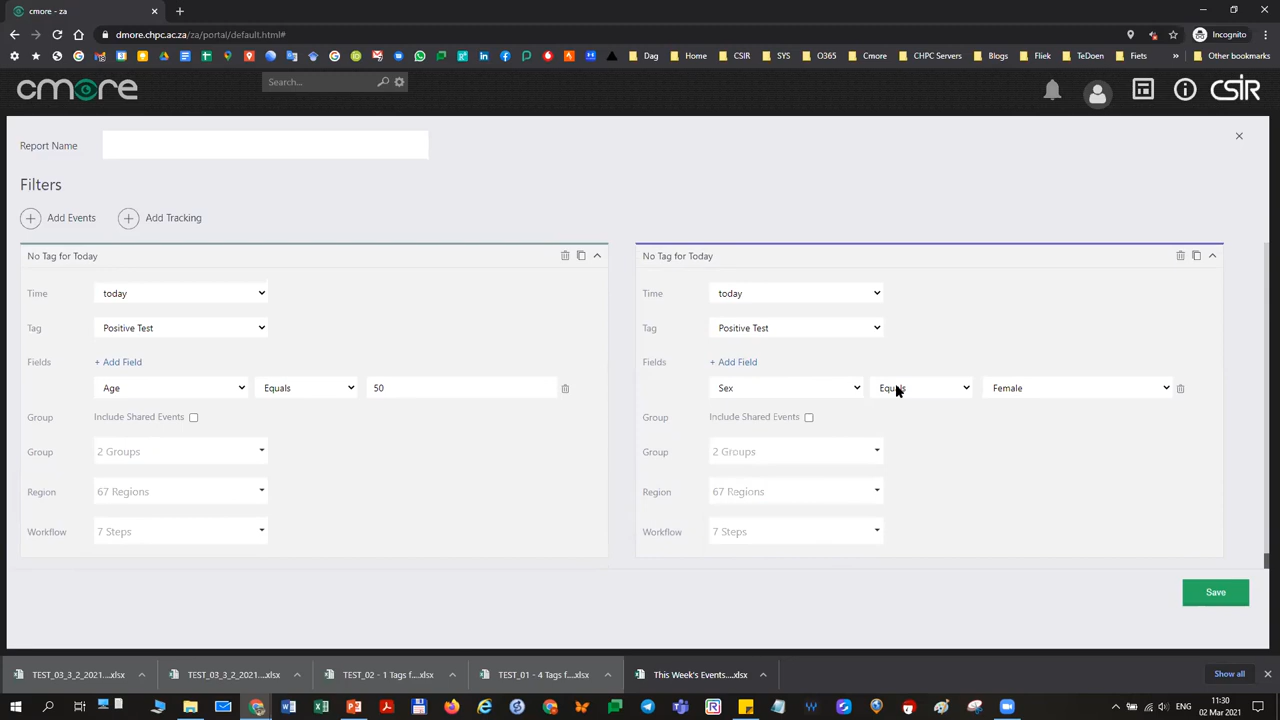 cmore - za
dmore.chpc.ac.za/za/portal/default.html#
Incognito
Dag
Home
CSIR
SYS
O365
Cmore
CHPC Servers
Blogs
Fliek
TeDoen
Fiets
»
Other bookmarks
cmore
Search...
CSIR
Report Name
Filters
Add Events
Add Tracking
No Tag for Today
Time
today
Tag
Positive Test
Fields
+ Add Field
Age
Equals
50
Group
Include Shared Events
Group
2 Groups
Region
67 Regions
Workflow
7 Steps
No Tag for Today
Time
today
Tag
Positive Test
Fields
+ Add Field
Sex
Equals
Female
Group
Include Shared Events
Group
2 Groups
Region
67 Regions
Workflow
7 Steps
Save
TEST_03_3_2_2021....xlsx
TEST_03_3_2_2021....xlsx
TEST_02 - 1 Tags f....xlsx
TEST_01 - 4 Tags f....xlsx
This Week's Events....xlsx
Show all
ENG
11:30
02 Mar 2021